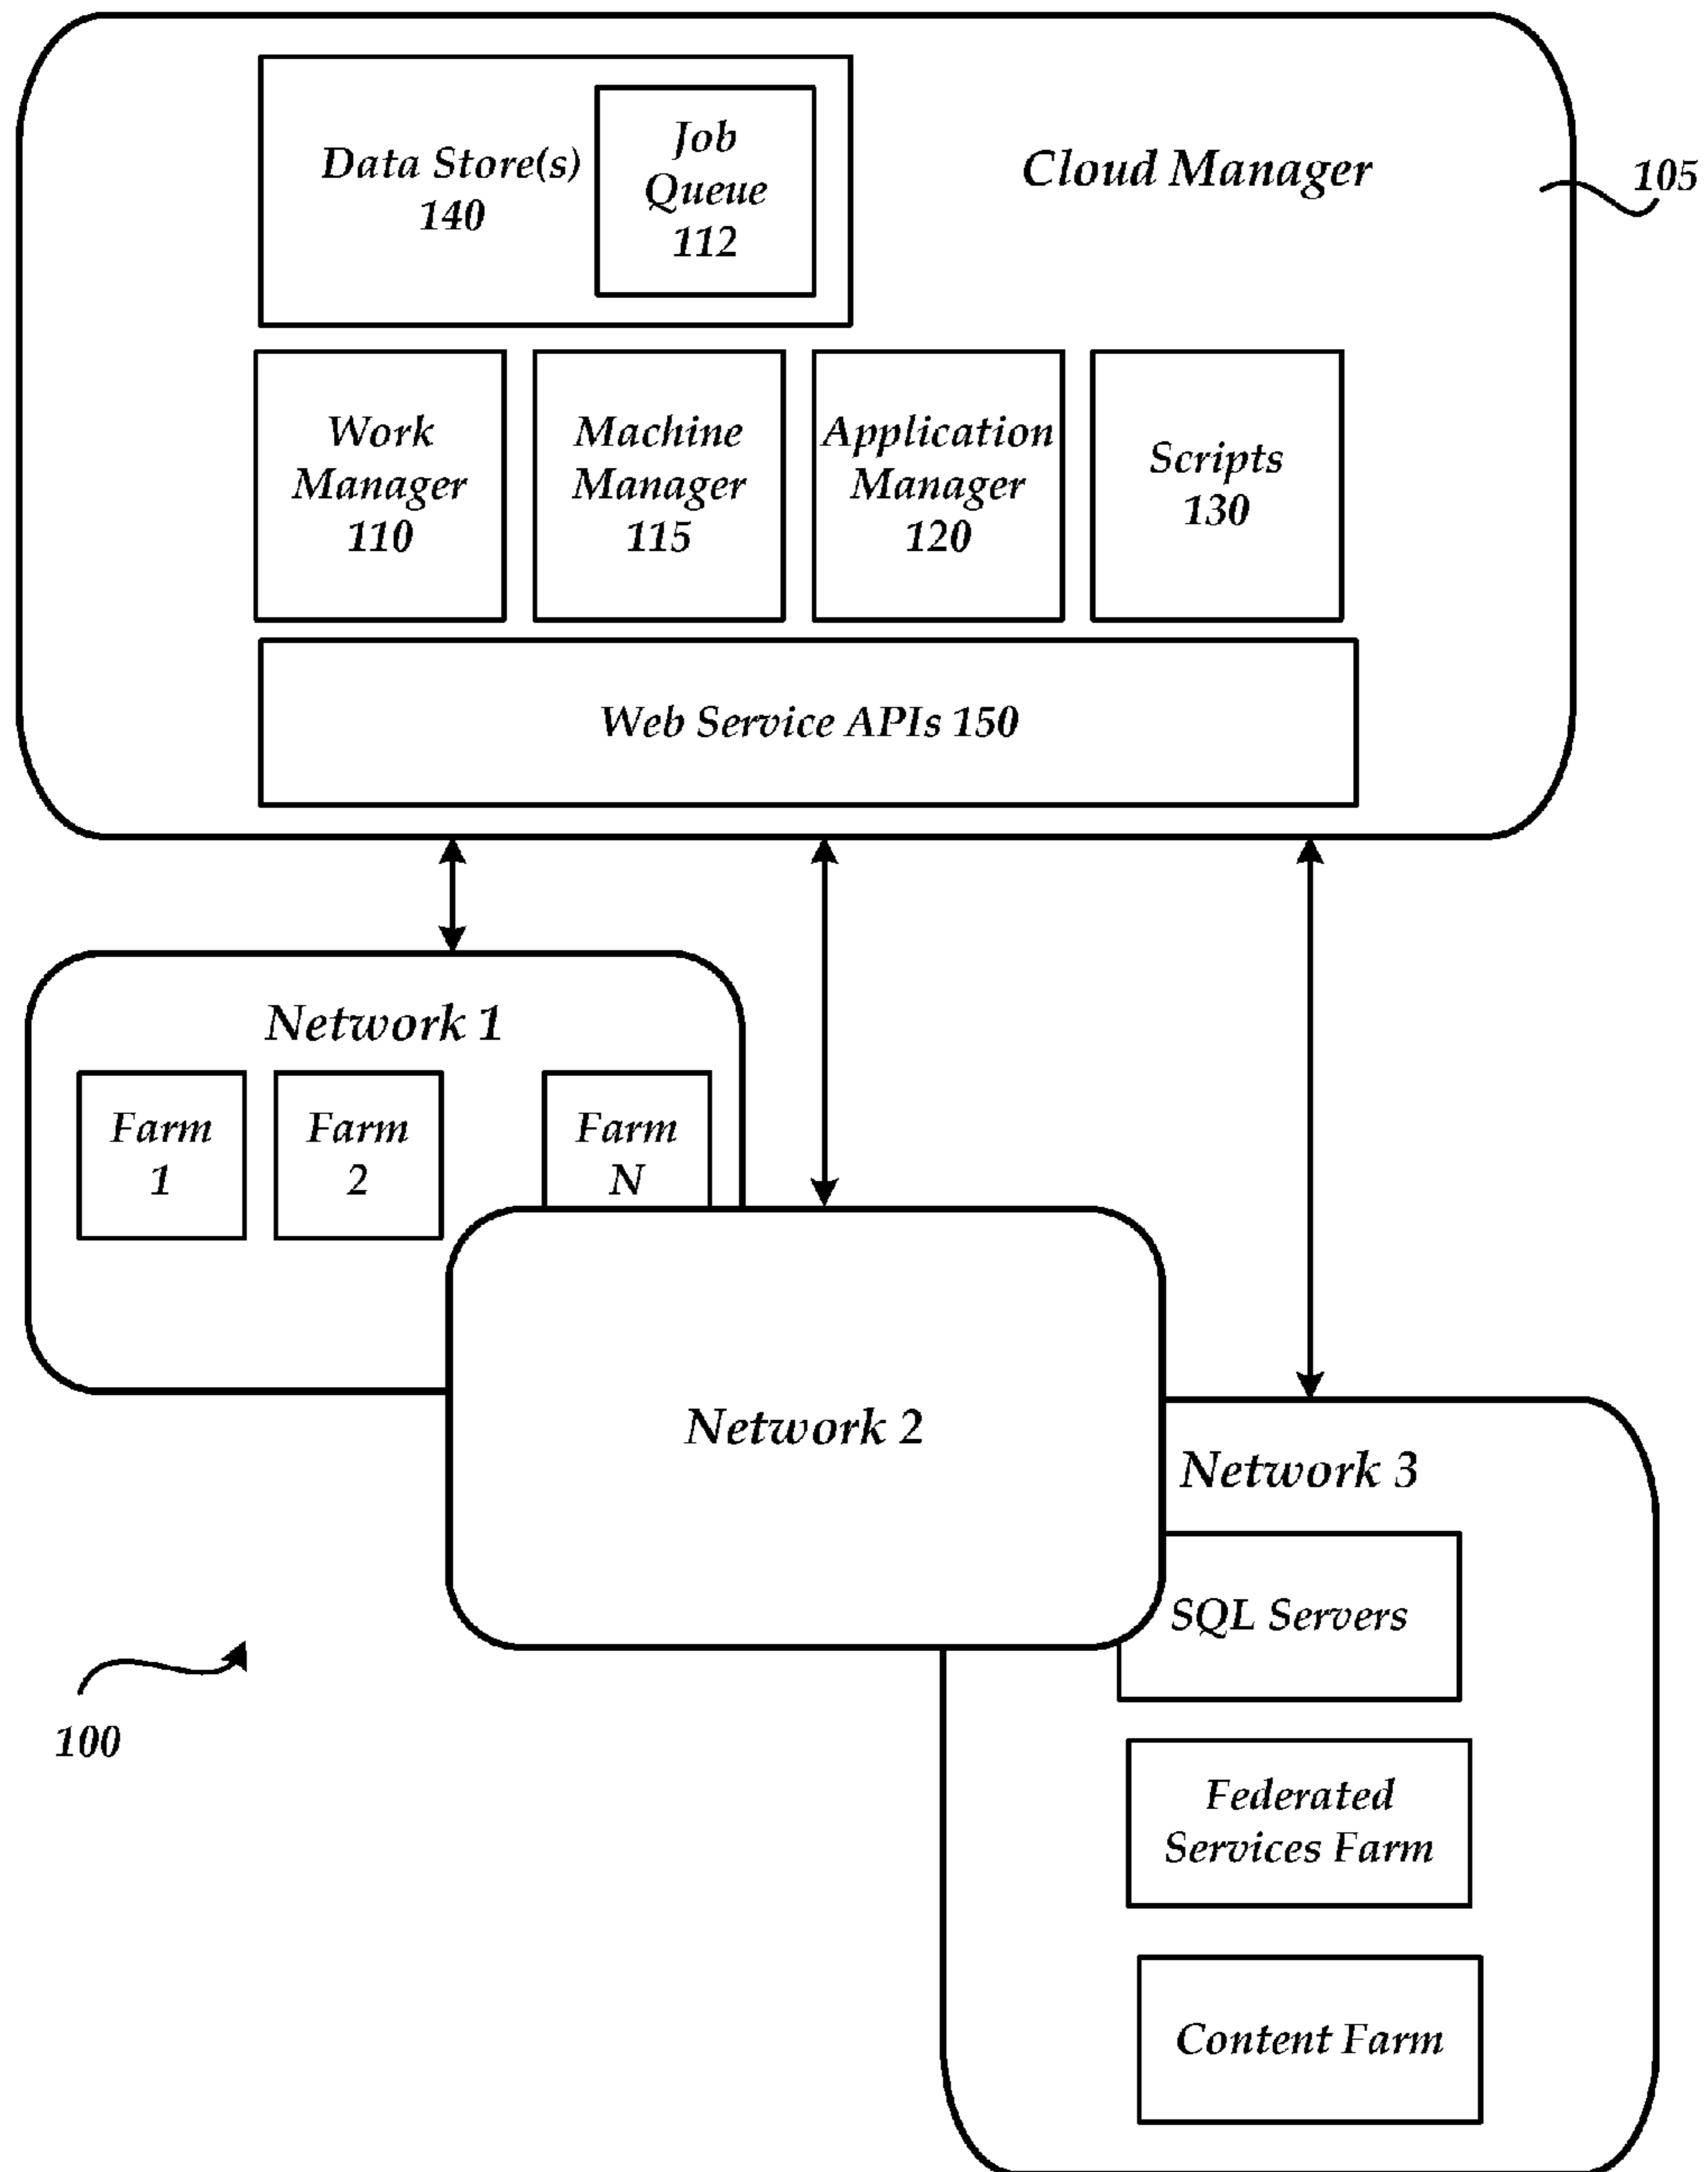 Data Store(s)
140
Job
Queue
112
Cloud Manager
105
Work
Manager
110
Machine
Manager
115
Application
Manager
120
Scripts
130
Web Service APIs 150
Network 1
Farm
1
Farm
2
Farm
N
Network 2
Network 3
SQL Servers
Federated
Services Farm
Content Farm
100